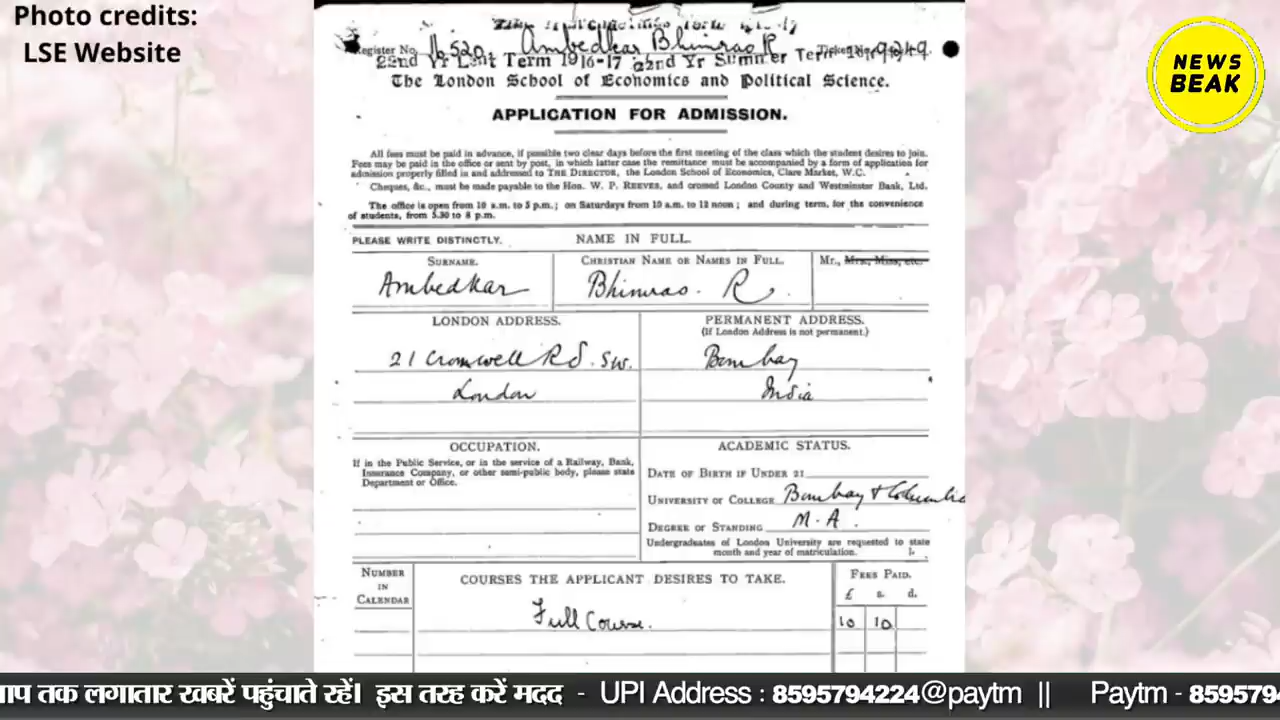 Photo credits:
LSE Website
NEWS
BEAK
Register No. 16520. Ambedkar Bhimrao R
22nd Yr Lent Term 1916-17 22nd Yr Summer Term
The London School of Economics and Political Science.
APPLICATION FOR ADMISSION.
All fees must be paid in advance, if possible two clear days before the first meeting of the class which the student desires to join.
Fees may be paid in the office or sent by post, in which latter case the remittance must be accompanied by a form of application for
admission properly filled in and addressed to THE DIRECTOR, the London School of Economics, Clare Market, W.C.
Cheques, &c., must be made payable to the Hon. W. P. REEVES, and crossed London County and Westminster Bank, Ltd.
The office is open from 10 a.m. to 5 p.m.; on Saturdays from 10 a.m. to 12 noon; and during term, for the convenience
of students, from 5.30 to 8 p.m.
PLEASE WRITE DISTINCTLY. NAME IN FULL.
SURNAME. CHRISTIAN NAME OR NAMES IN FULL. Mr., Mrs., Miss, etc.
Ambedkar Bhimrao. R.
LONDON ADDRESS. PERMANENT ADDRESS.
(If London Address is not permanent.)
21 Cromwell Rd. SW. Bombay
London India
OCCUPATION. ACADEMIC STATUS.
If in the Public Service, or in the service of a Railway, Bank,
Insurance Company, or other semi-public body, please state
Department or Office.
DATE OF BIRTH IF UNDER 21
UNIVERSITY OR COLLEGE Bombay & Columbia
DEGREE OR STANDING M.A.
Undergraduates of London University are requested to state
month and year of matriculation.
NUMBER
IN
CALENDAR
COURSES THE APPLICANT DESIRES TO TAKE.
FEES PAID.
£ s. d.
Full Course. 10 10
आप तक लगातार खबरें पहुंचाते रहें। इस तरह करें मदद - UPI Address : 8595794224@paytm || Paytm - 859579